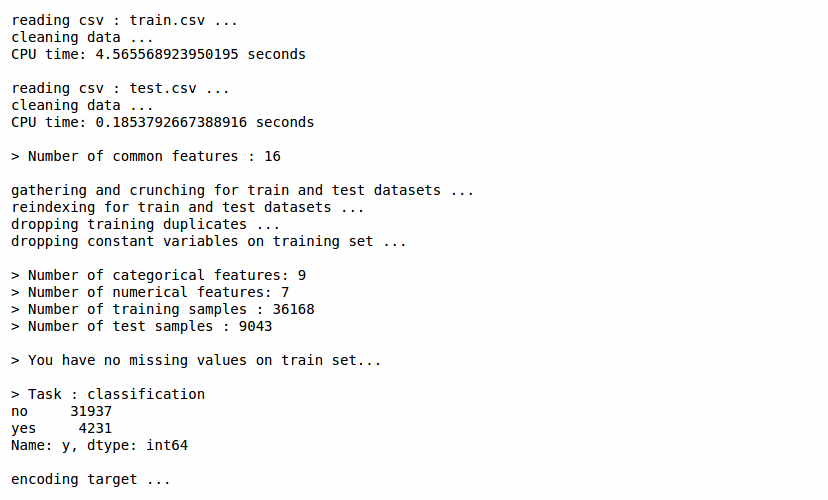 reading csv : train.csv ...
cleaning data ...
CPU time: 4.565568923950195 seconds
reading csv : test.csv ...
cleaning data ...
CPU time: 0.1853792667388916 seconds
> Number of common features : 16
gathering and crunching for train and test datasets ...
reindexing for train and test datasets ...
dropping training duplicates ...
dropping constant variables on training set ...
> Number of categorical features: 9
> Number of numerical features: 7
> Number of training samples : 36168
> Number of test samples : 9043
> You have no missing values on train set...
> Task : classification
no     31937
yes     4231
Name: y, dtype: int64
encoding target ...